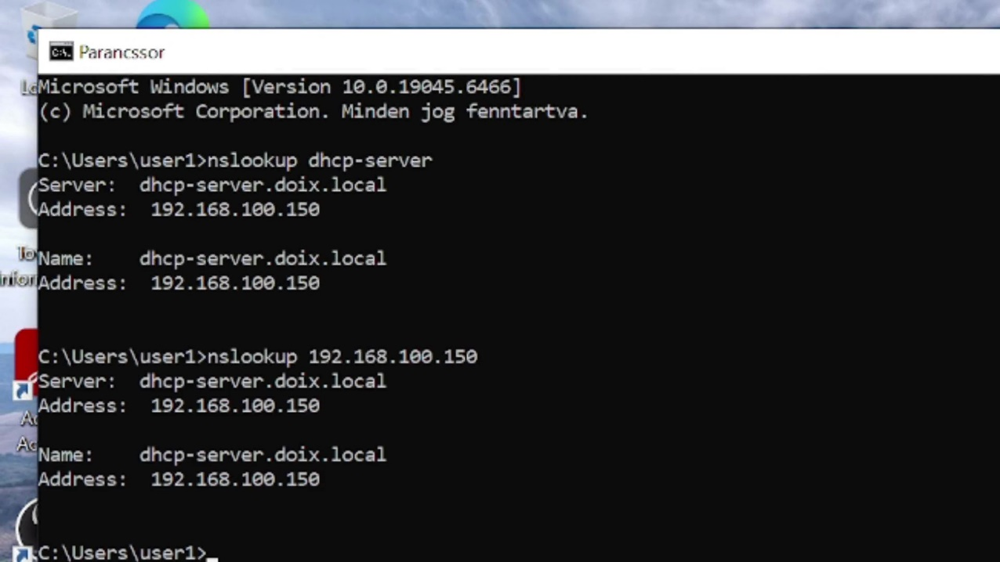 Parancssor
Microsoft Windows [Version 10.0.19045.6466]
(c) Microsoft Corporation. Minden jog fenntartva.
C:\Users\user1>nslookup dhcp-server
Server:  dhcp-server.doix.local
Address:  192.168.100.150
Name:    dhcp-server.doix.local
Address:  192.168.100.150
C:\Users\user1>nslookup 192.168.100.150
Server:  dhcp-server.doix.local
Address:  192.168.100.150
Name:    dhcp-server.doix.local
Address:  192.168.100.150
C:\Users\user1>